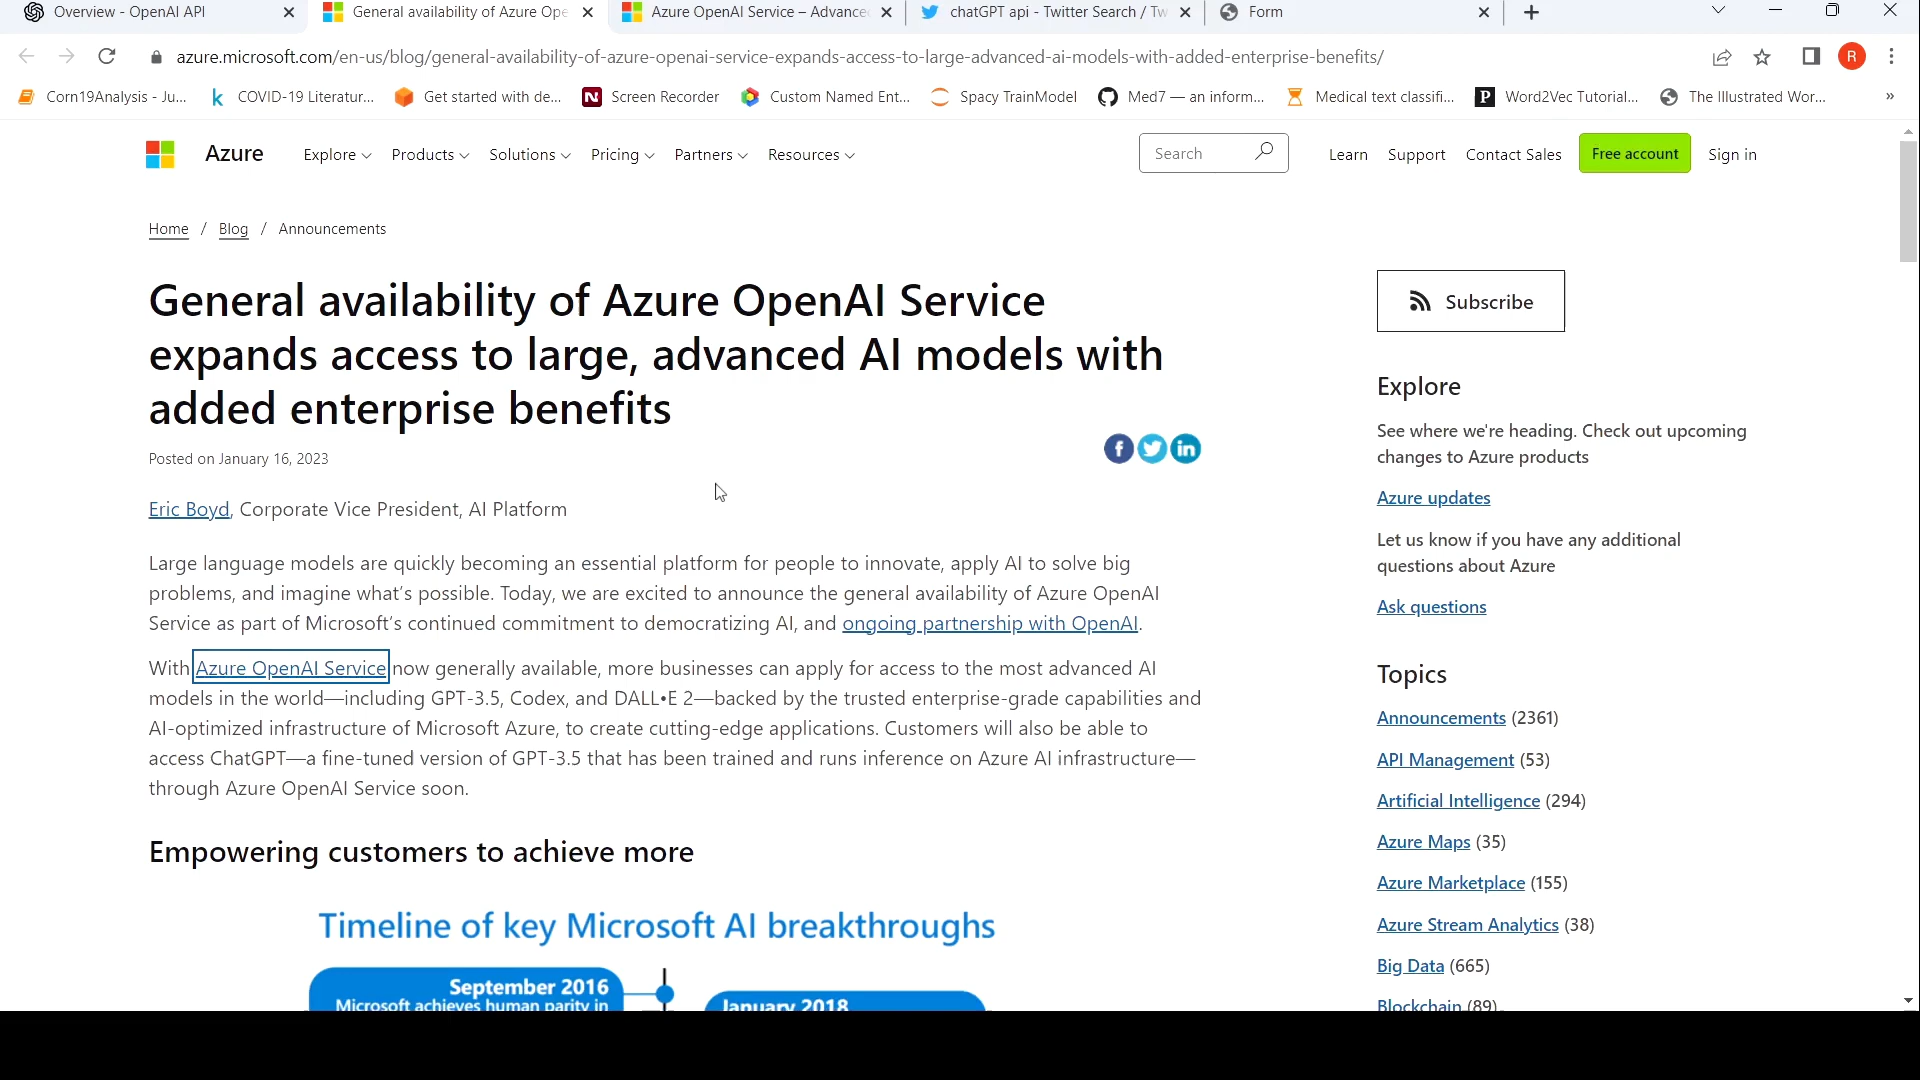 Overview - OpenAI API
General availability of Azure Ope
Azure OpenAI Service – Advance
chatGPT api - Twitter Search / Tw
Form
azure.microsoft.com/en-us/blog/general-availability-of-azure-openai-service-expands-access-to-large-advanced-ai-models-with-added-enterprise-benefits/
R
Corn19Analysis - Ju...
COVID-19 Literatur...
Get started with de...
Screen Recorder
Custom Named Ent...
Spacy TrainModel
Med7 — an inform...
Medical text classifi...
Word2Vec Tutorial...
The Illustrated Wor...
»
Azure
Explore
Products
Solutions
Pricing
Partners
Resources
Search
Learn
Support
Contact Sales
Free account
Sign in
Home / Blog / Announcements
General availability of Azure OpenAI Service
expands access to large, advanced AI models with
added enterprise benefits
Posted on January 16, 2023
Eric Boyd, Corporate Vice President, AI Platform
Large language models are quickly becoming an essential platform for people to innovate, apply AI to solve big
problems, and imagine what's possible. Today, we are excited to announce the general availability of Azure OpenAI
Service as part of Microsoft's continued commitment to democratizing AI, and ongoing partnership with OpenAI.
With Azure OpenAI Service now generally available, more businesses can apply for access to the most advanced AI
models in the world—including GPT-3.5, Codex, and DALL•E 2—backed by the trusted enterprise-grade capabilities and
AI-optimized infrastructure of Microsoft Azure, to create cutting-edge applications. Customers will also be able to
access ChatGPT—a fine-tuned version of GPT-3.5 that has been trained and runs inference on Azure AI infrastructure—
through Azure OpenAI Service soon.
Empowering customers to achieve more
Timeline of key Microsoft AI breakthroughs
September 2016
Microsoft achieves human parity in
January 2018
Subscribe
Explore
See where we're heading. Check out upcoming
changes to Azure products
Azure updates
Let us know if you have any additional
questions about Azure
Ask questions
Topics
Announcements (2361)
API Management (53)
Artificial Intelligence (294)
Azure Maps (35)
Azure Marketplace (155)
Azure Stream Analytics (38)
Big Data (665)
Blockchain (89)